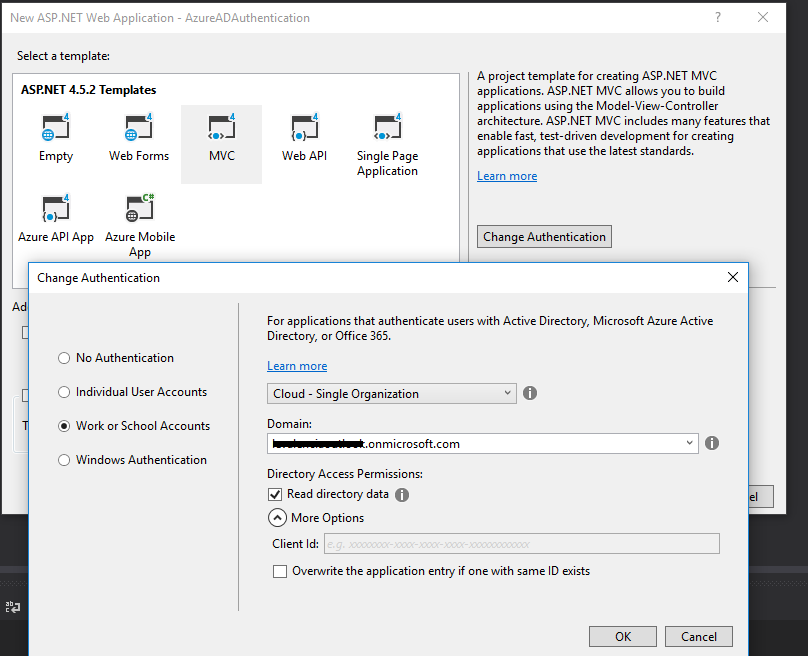 New ASP.NET Web Application - AzureADAuthentication
?
Select a template:
ASP.NET 4.5.2 Templates
4
Empty
4
Web Forms
4
MVC
4
Web API
4
Single Page
Application
4
Azure API App
C#
Azure Mobile
App
A project template for creating ASP.NET MVC
applications. ASP.NET MVC allows you to build
applications using the Model-View-Controller
architecture. ASP.NET MVC includes many features that
enable fast, test-driven development for creating
applications that use the latest standards.
Learn more
Change Authentication
Change Authentication
No Authentication
Individual User Accounts
Work or School Accounts
Windows Authentication
For applications that authenticate users with Active Directory, Microsoft Azure Active
Directory, or Office 365.
Learn more
Cloud - Single Organization
Domain:
.onmicrosoft.com
Directory Access Permissions:
Read directory data
More Options
Client Id:
e.g. xxxxxxxx-xxxx-xxxx-xxxx-xxxxxxxxxxxx
Overwrite the application entry if one with same ID exists
OK
Cancel